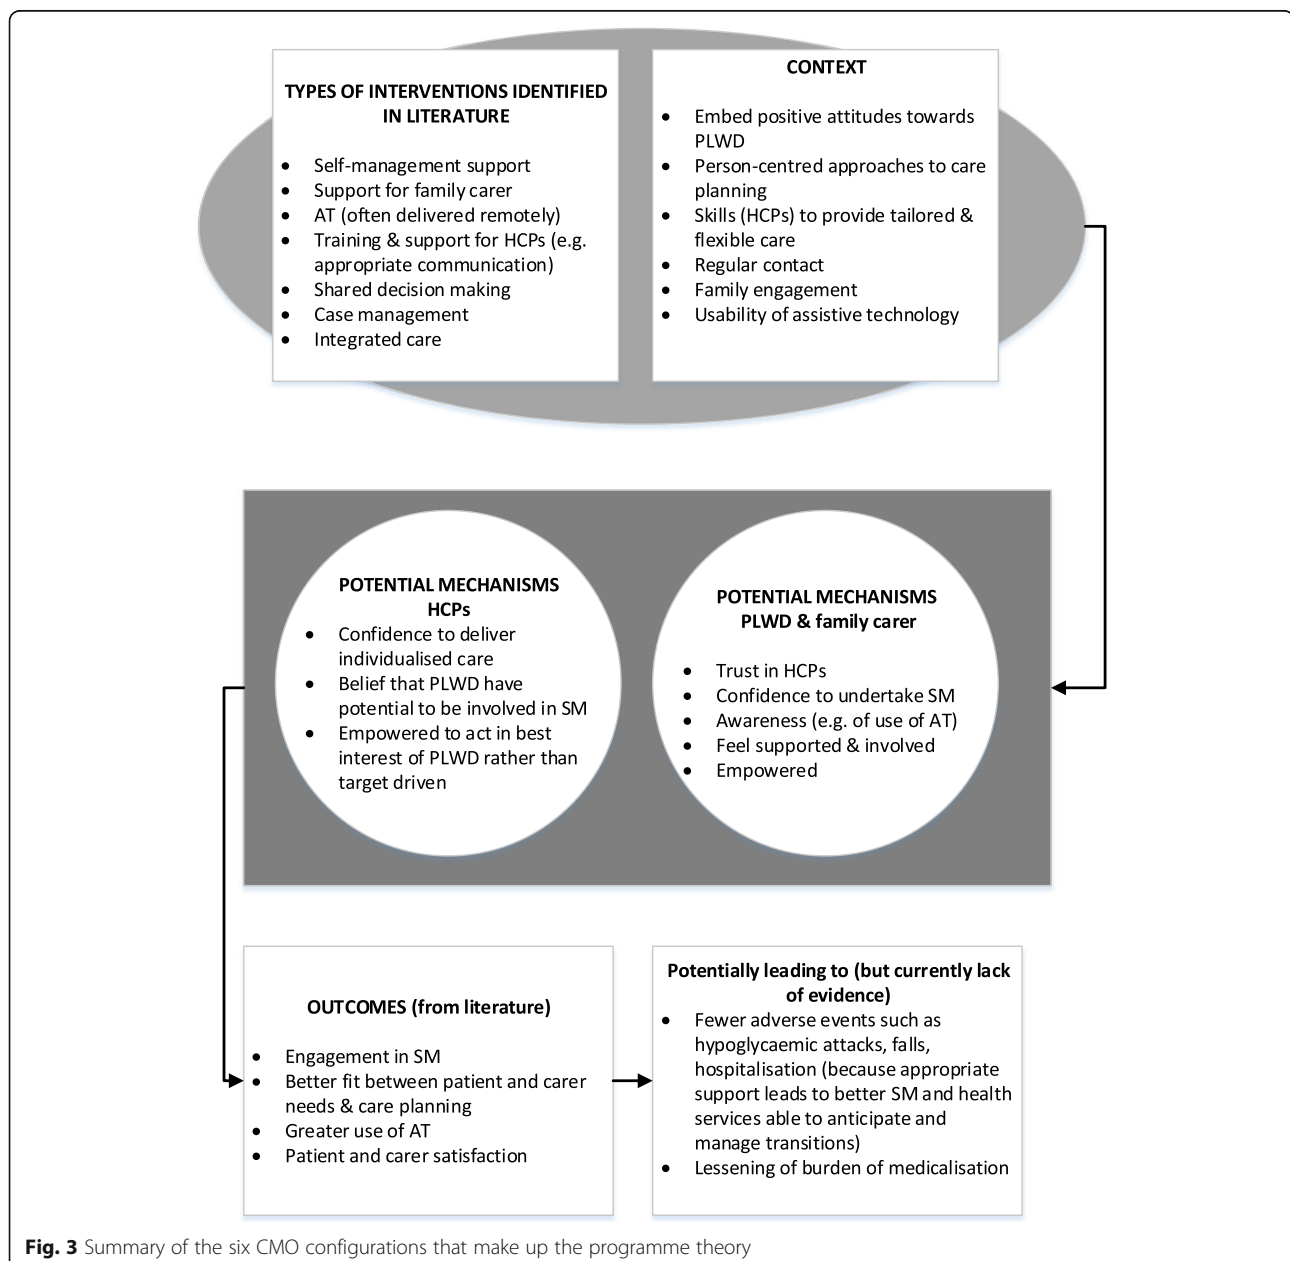 TYPES OF INTERVENTIONS IDENTIFIED
IN LITERATURE
• Self-management support
• Support for family carer
• AT (often delivered remotely)
• Training & support for HCPs (e.g.
appropriate communication)
• Shared decision making
• Case management
• Integrated care
CONTEXT
• Embed positive attitudes towards
PLWD
• Person-centred approaches to care
planning
• Skills (HCPs) to provide tailored &
flexible care
• Regular contact
• Family engagement
• Usability of assistive technology
POTENTIAL MECHANISMS
HCPs
• Confidence to deliver
individualised care
• Belief that PLWD have
potential to be involved in SM
• Empowered to act in best
interest of PLWD rather than
target driven
POTENTIAL MECHANISMS
PLWD & family carer
• Trust in HCPs
• Confidence to undertake SM
• Awareness (e.g. of use of AT)
• Feel supported & involved
• Empowered
OUTCOMES (from literature)
• Engagement in SM
• Better fit between patient and carer
needs & care planning
• Greater use of AT
• Patient and carer satisfaction
Potentially leading to (but currently lack
of evidence)
• Fewer adverse events such as
hypoglycaemic attacks, falls,
hospitalisation (because appropriate
support leads to better SM and health
services able to anticipate and
manage transitions)
• Lessening of burden of medicalisation
Fig. 3 Summary of the six CMO configurations that make up the programme theory